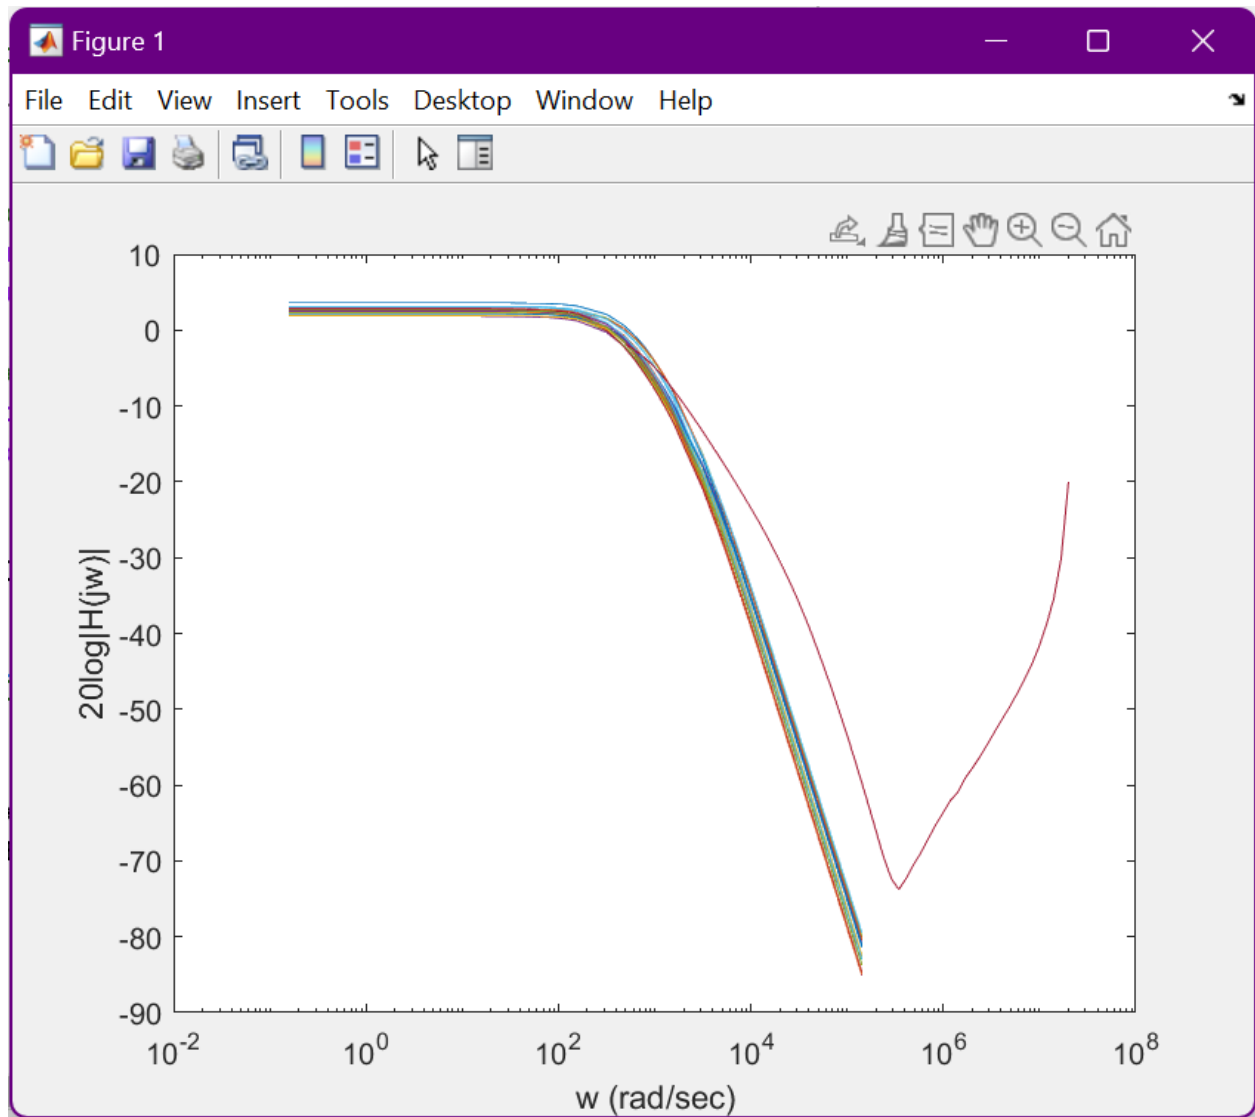 Figure 1
File Edit View Insert Tools Desktop Window Help
10
0
-10
-20
-30
-40
-50
-60
-70
-80
-90
20log|H(jw)|
10^-2 10^0 10^2 10^4 10^6 10^8
w (rad/sec)